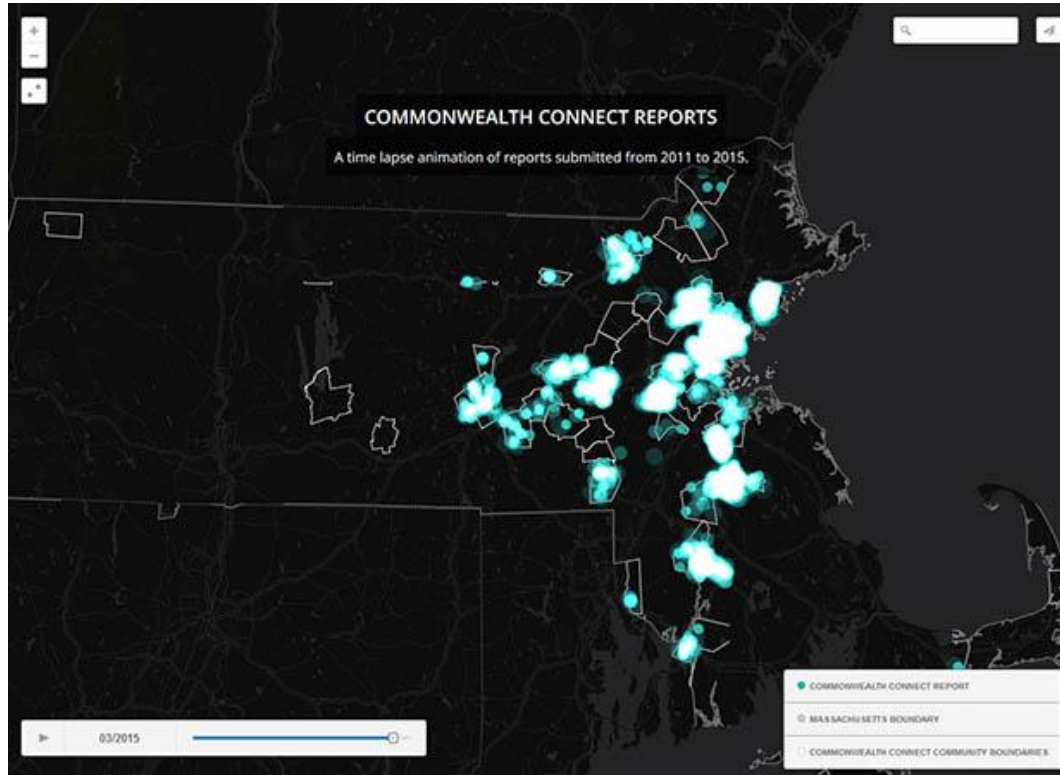 COMMONWEALTH CONNECT REPORTS
A time lapse animation of reports submitted from 2011 to 2015.
COMMONWEALTH CONNECT REPORT
MASSACHUSETTS BOUNDARY
COMMONWEALTH CONNECT COMMUNITY BOUNDARIES
03/2015